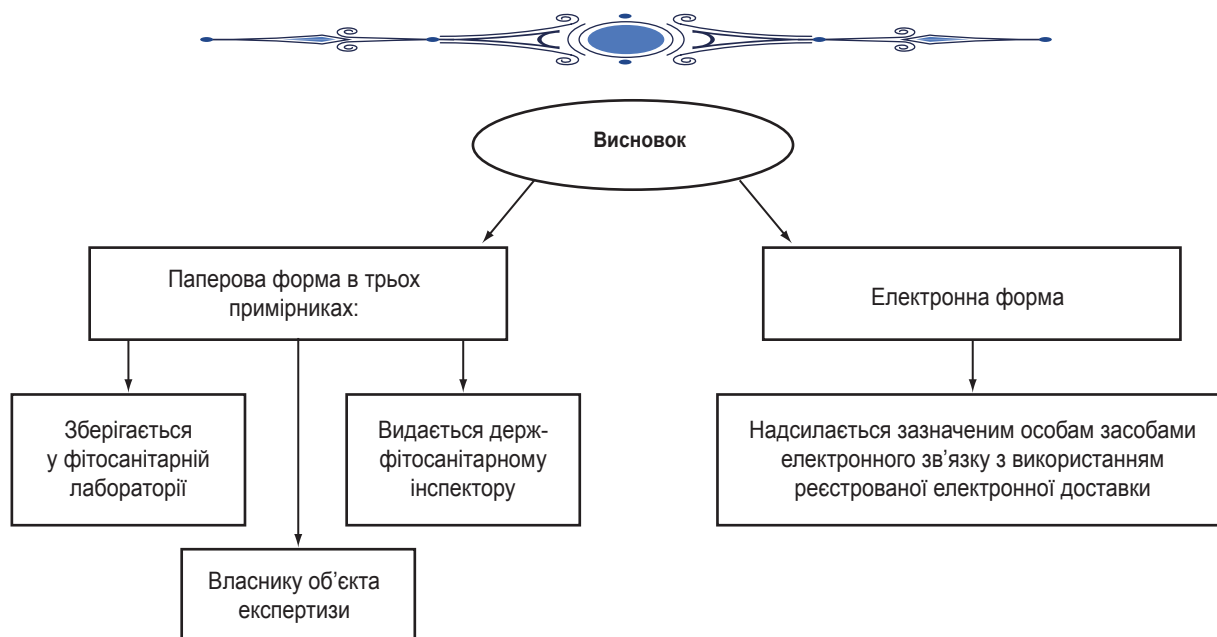 Висновок
Паперова форма в трьох
примірниках:
Електронна форма
Зберігається
у фітосанітарній
лабораторії
Видається держ-
фітосанітарному
інспектору
Надсилається зазначеним особам засобами
електронного зв’язку з використанням
реєстрованої електронної доставки
Власнику об’єкта
експертизи